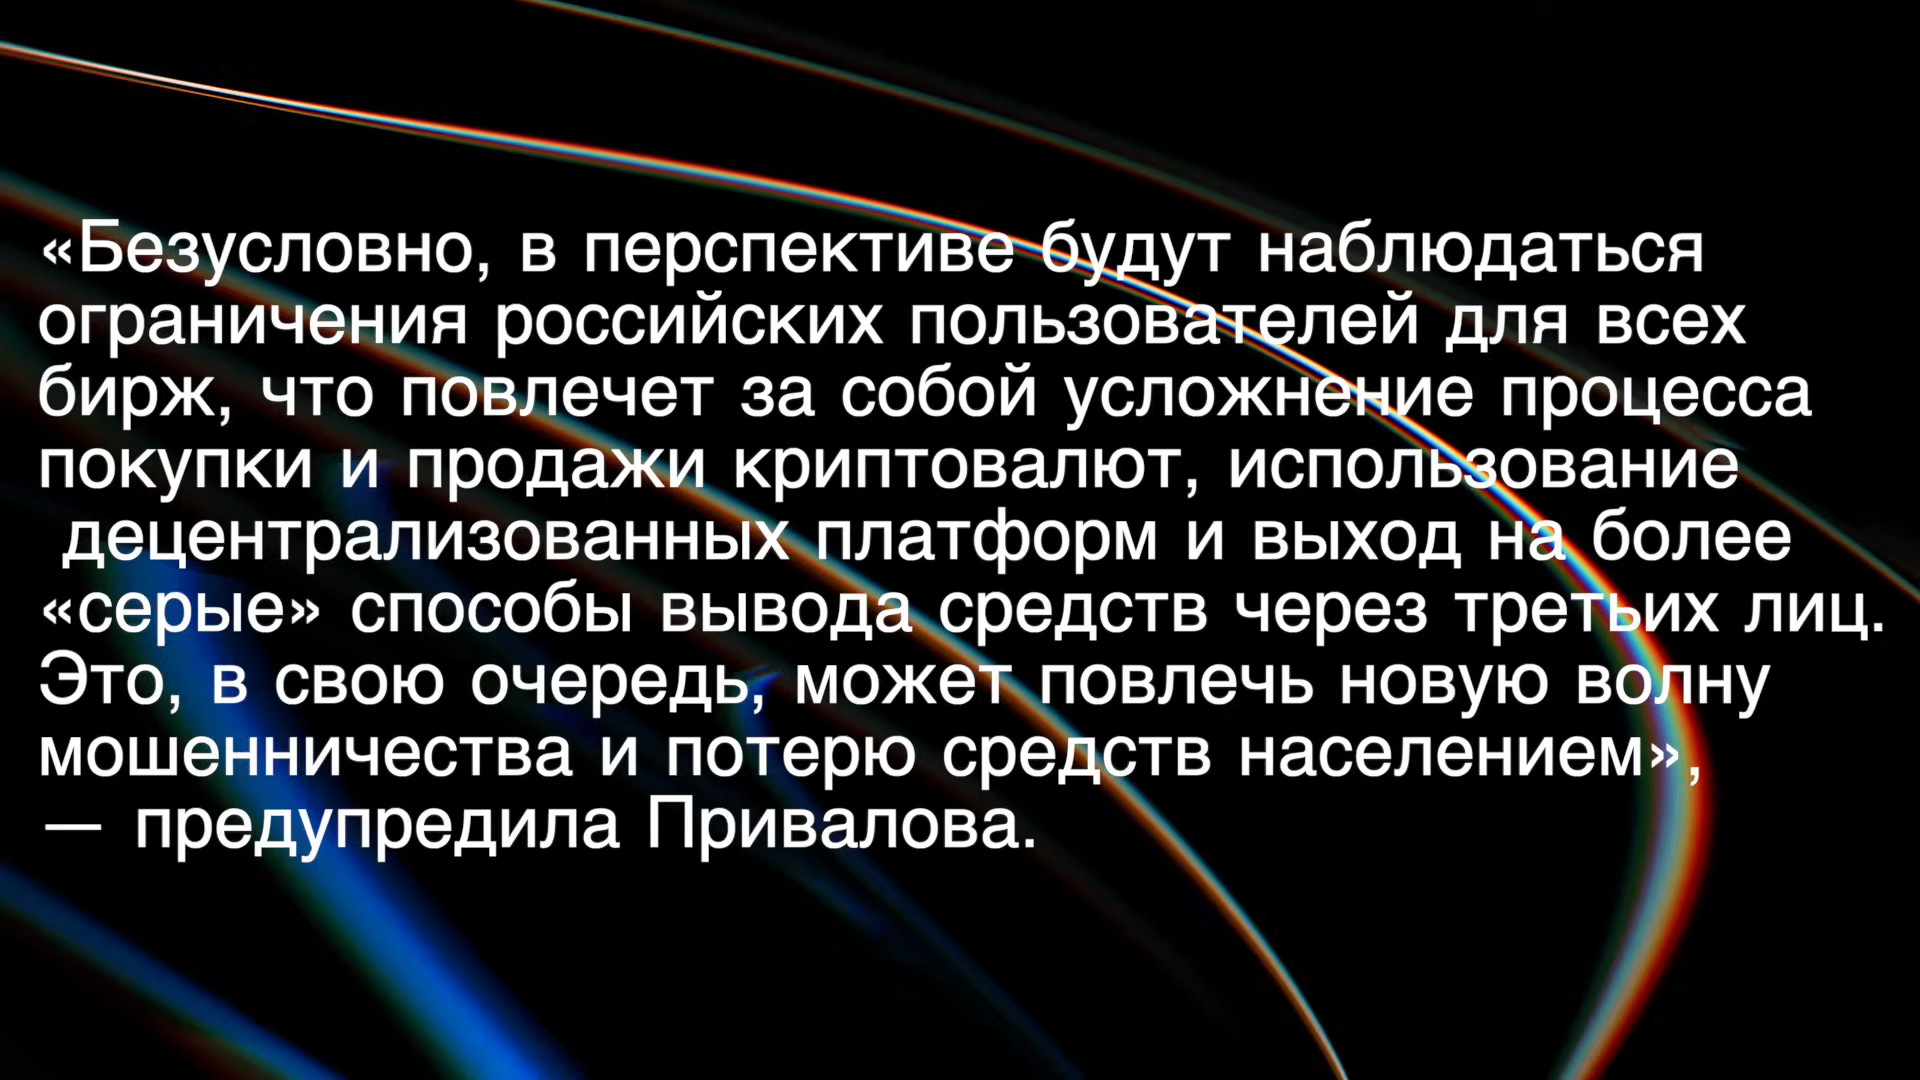 «Безусловно, в перспективе будут наблюдаться
ограничения российских пользователей для всех
бирж, что повлечет за собой усложнение процесса
покупки и продажи криптовалют, использование
децентрализованных платформ и выход на более
«серые» способы вывода средств через третьих лиц.
Это, в свою очередь, может повлечь новую волну
мошенничества и потерю средств населением»,
— предупредила Привалова.